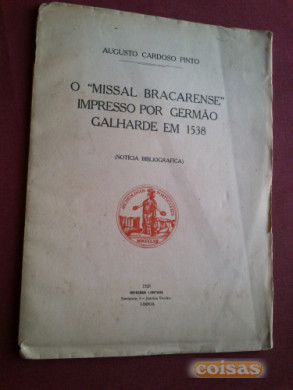 AUGUSTO CARDOSO PINTO
O "MISSAL BRACARENSE"
IMPRESSO POR GERMÃO
GALHARDE EM 1538
(NOTÍCIA BIBLIOGRÁFICA)
LISBOA
coisas